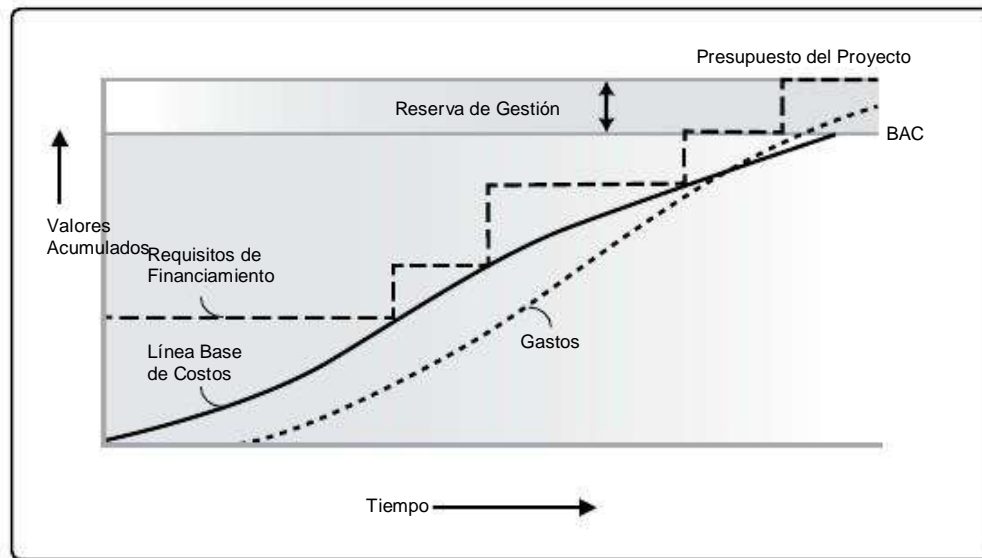 Presupuesto del Proyecto
Reserva de Gestión
BAC
Valores
Acumulados
Requisitos de
Financiamiento
Línea Base
de Costos
Gastos
Tiempo